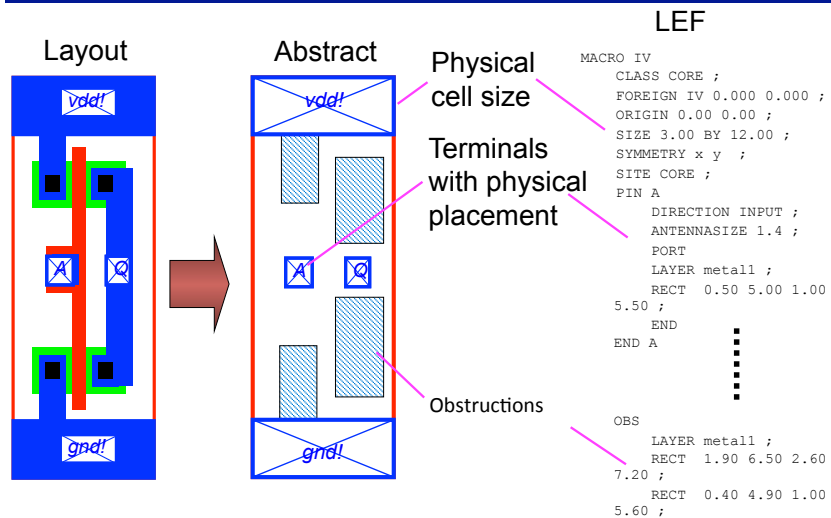 LEF
Layout
Abstract
vdd!
A
Q
gnd!
vdd!
A
Q
gnd!
Physical
cell size
Terminals
with physical
placement
Obstructions
MACRO IV
CLASS CORE ;
FOREIGN IV 0.000 0.000 ;
ORIGIN 0.00 0.00 ;
SIZE 3.00 BY 12.00 ;
SYMMETRY x y ;
SITE CORE ;
PIN A
DIRECTION INPUT ;
ANTENNASIZE 1.4 ;
PORT
LAYER metal1 ;
RECT 0.50 5.00 1.00
5.50 ;
END
END A
OBS
LAYER metal1 ;
RECT 1.90 6.50 2.60
7.20 ;
RECT 0.40 4.90 1.00
5.60 ;